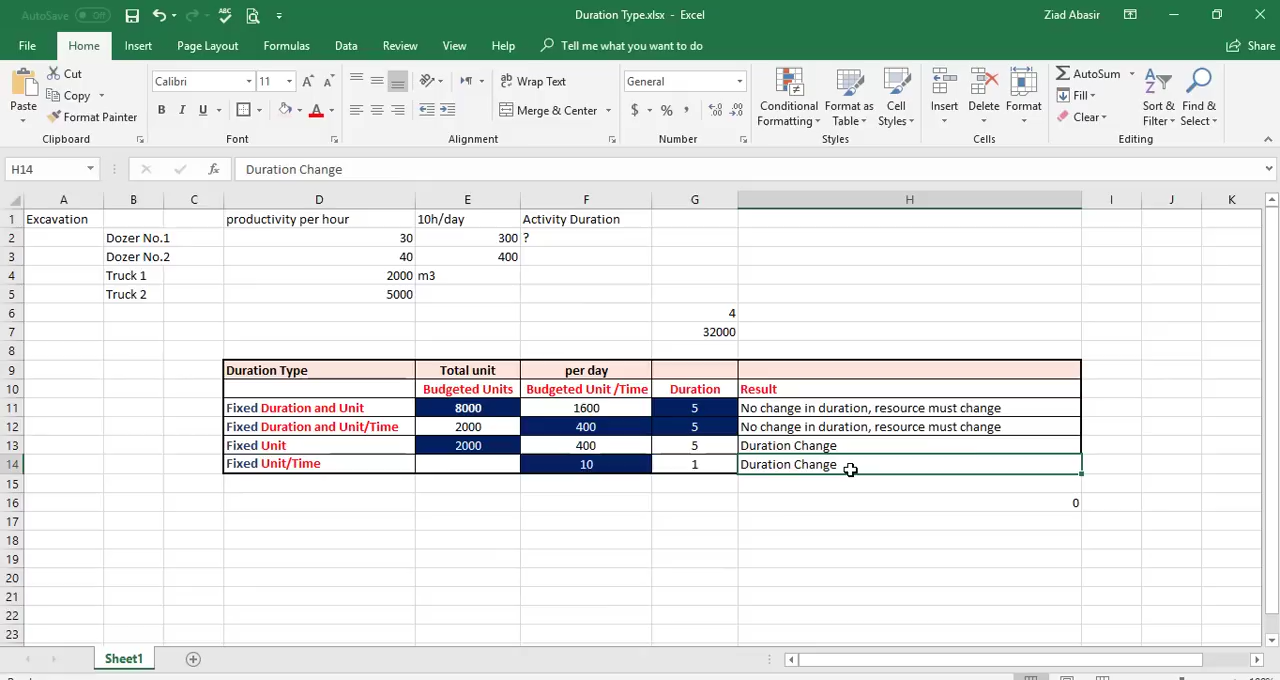 AutoSave Off
Duration Type.xlsx - Excel
Ziad Abasir
File Home Insert Page Layout Formulas Data Review View Help Tell me what you want to do Share
Paste
Cut
Copy
Format Painter
Clipboard
Calibri 11
B I U
Font
Wrap Text
Merge & Center
Alignment
General
$ % ,
Number
Conditional Formatting
Format as Table
Cell Styles
Styles
Insert Delete Format
Cells
AutoSum
Fill
Clear
Sort & Filter
Find & Select
Editing
H14 fx Duration Change
A B C D E F G H I J K
1 Excavation productivity per hour 10h/day Activity Duration
2 Dozer No.1 30 300 ?
3 Dozer No.2 40 400
4 Truck 1 2000 m3
5 Truck 2 5000
6 4
7 32000
8
9 Duration Type Total unit per day
10 Budgeted Units Budgeted Unit /Time Duration Result
11 Fixed Duration and Unit 8000 1600 5 No change in duration, resource must change
12 Fixed Duration and Unit/Time 2000 400 5 No change in duration, resource must change
13 Fixed Unit 2000 400 5 Duration Change
14 Fixed Unit/Time 10 1 Duration Change
15
16 0
17
18
19
20
21
22
23
Sheet1